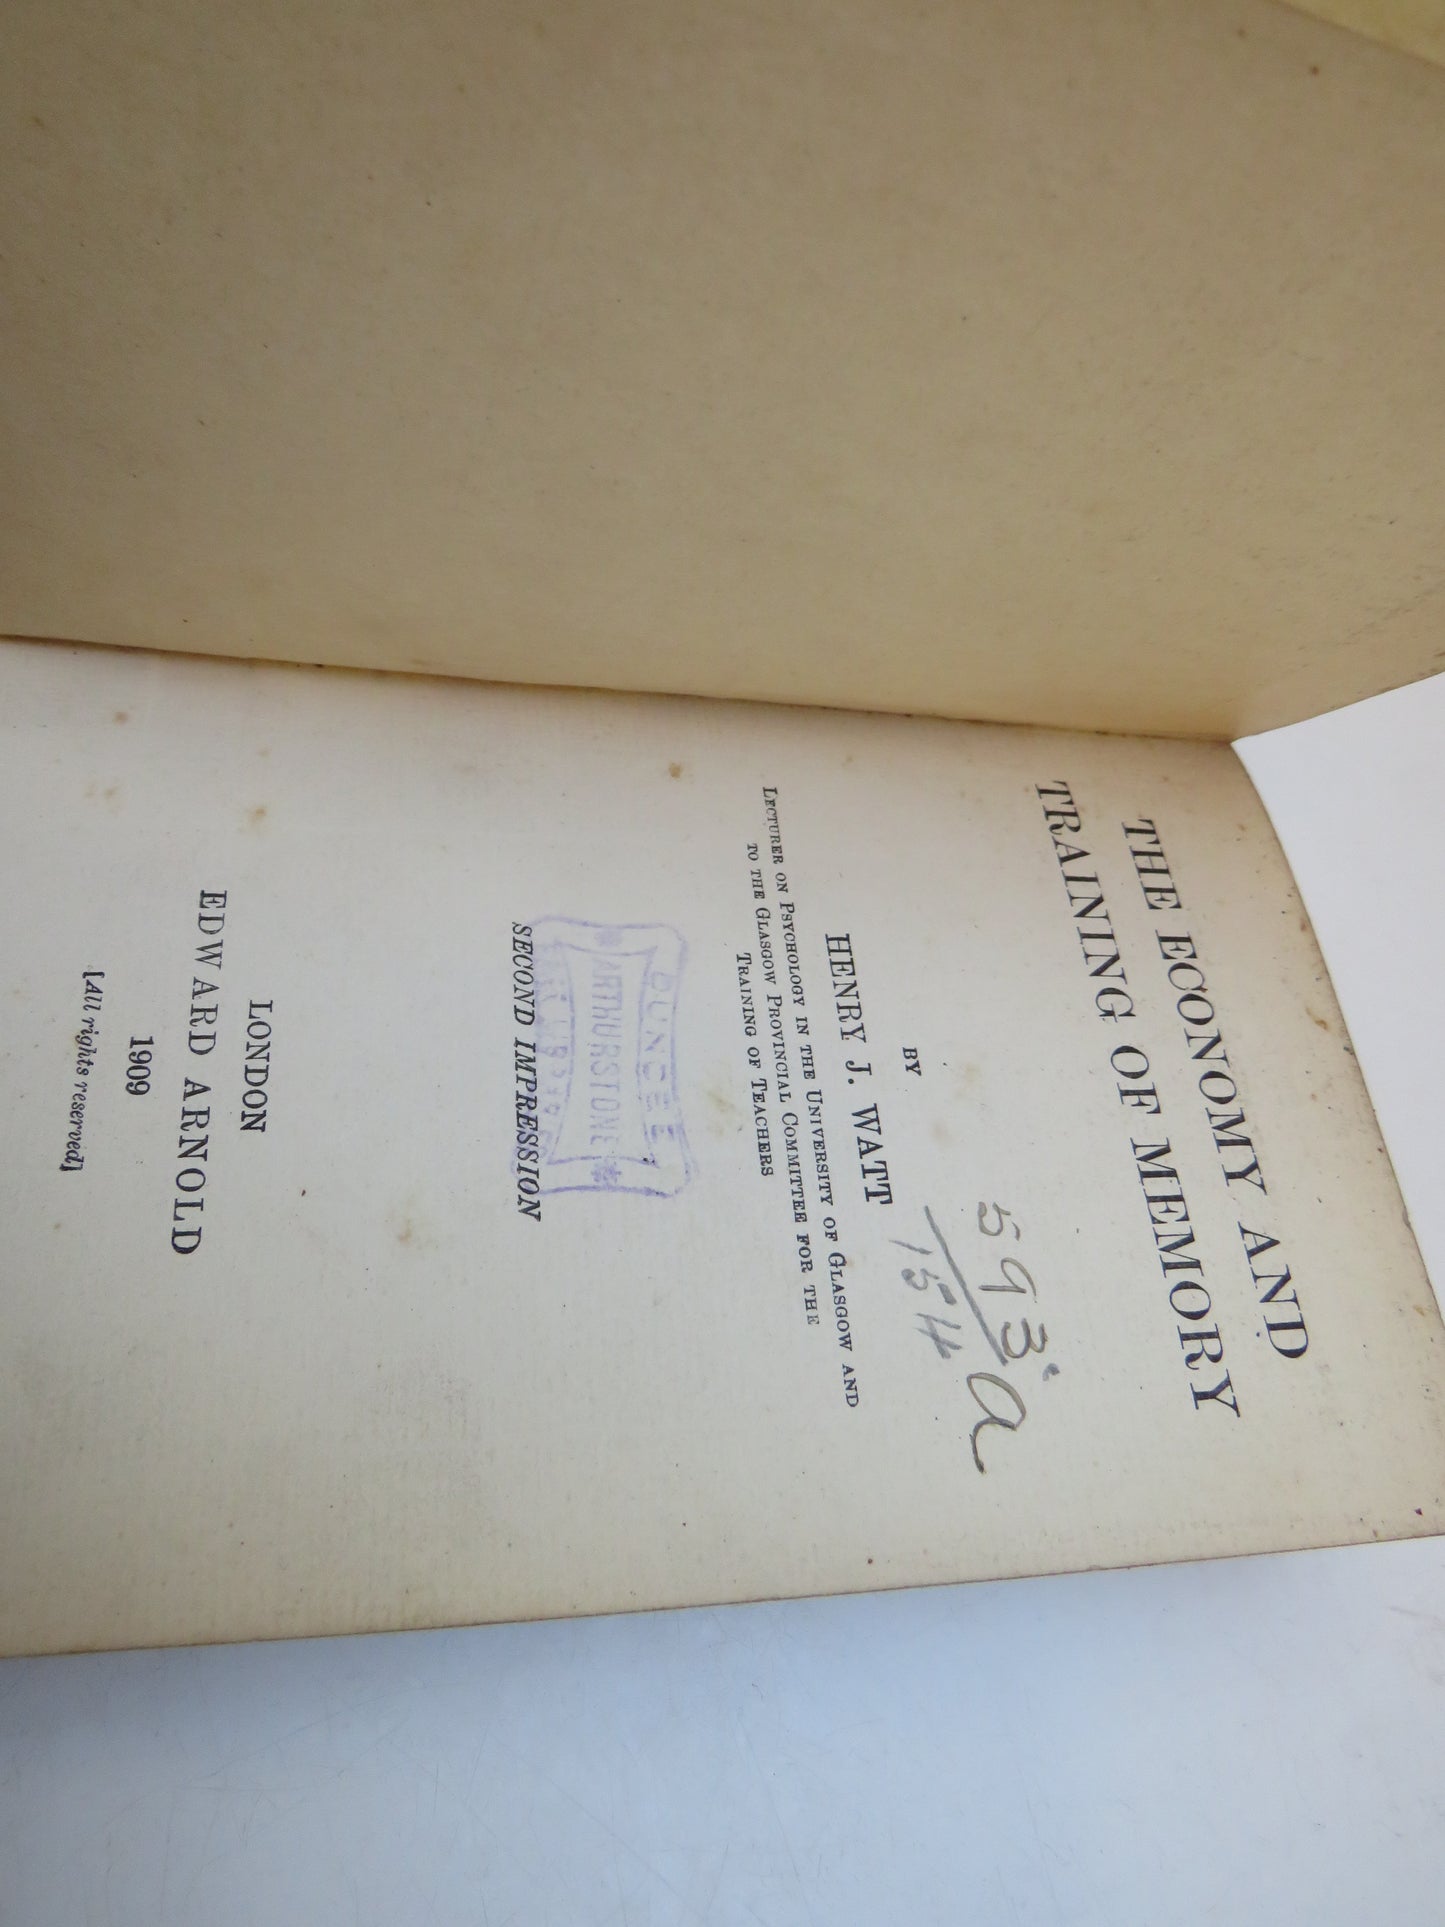 THE ECONOMY AND
TRAINING OF MEMORY
593a
154
BY
HENRY J. WATT
LECTURER ON PSYCHOLOGY IN THE UNIVERSITY OF GLASGOW AND
TO THE GLASGOW PROVINCIAL COMMITTEE FOR THE
TRAINING OF TEACHERS
DUNDEE
ARTHURSTONE
SECOND IMPRESSION
LONDON
EDWARD ARNOLD
1909
[All rights reserved]